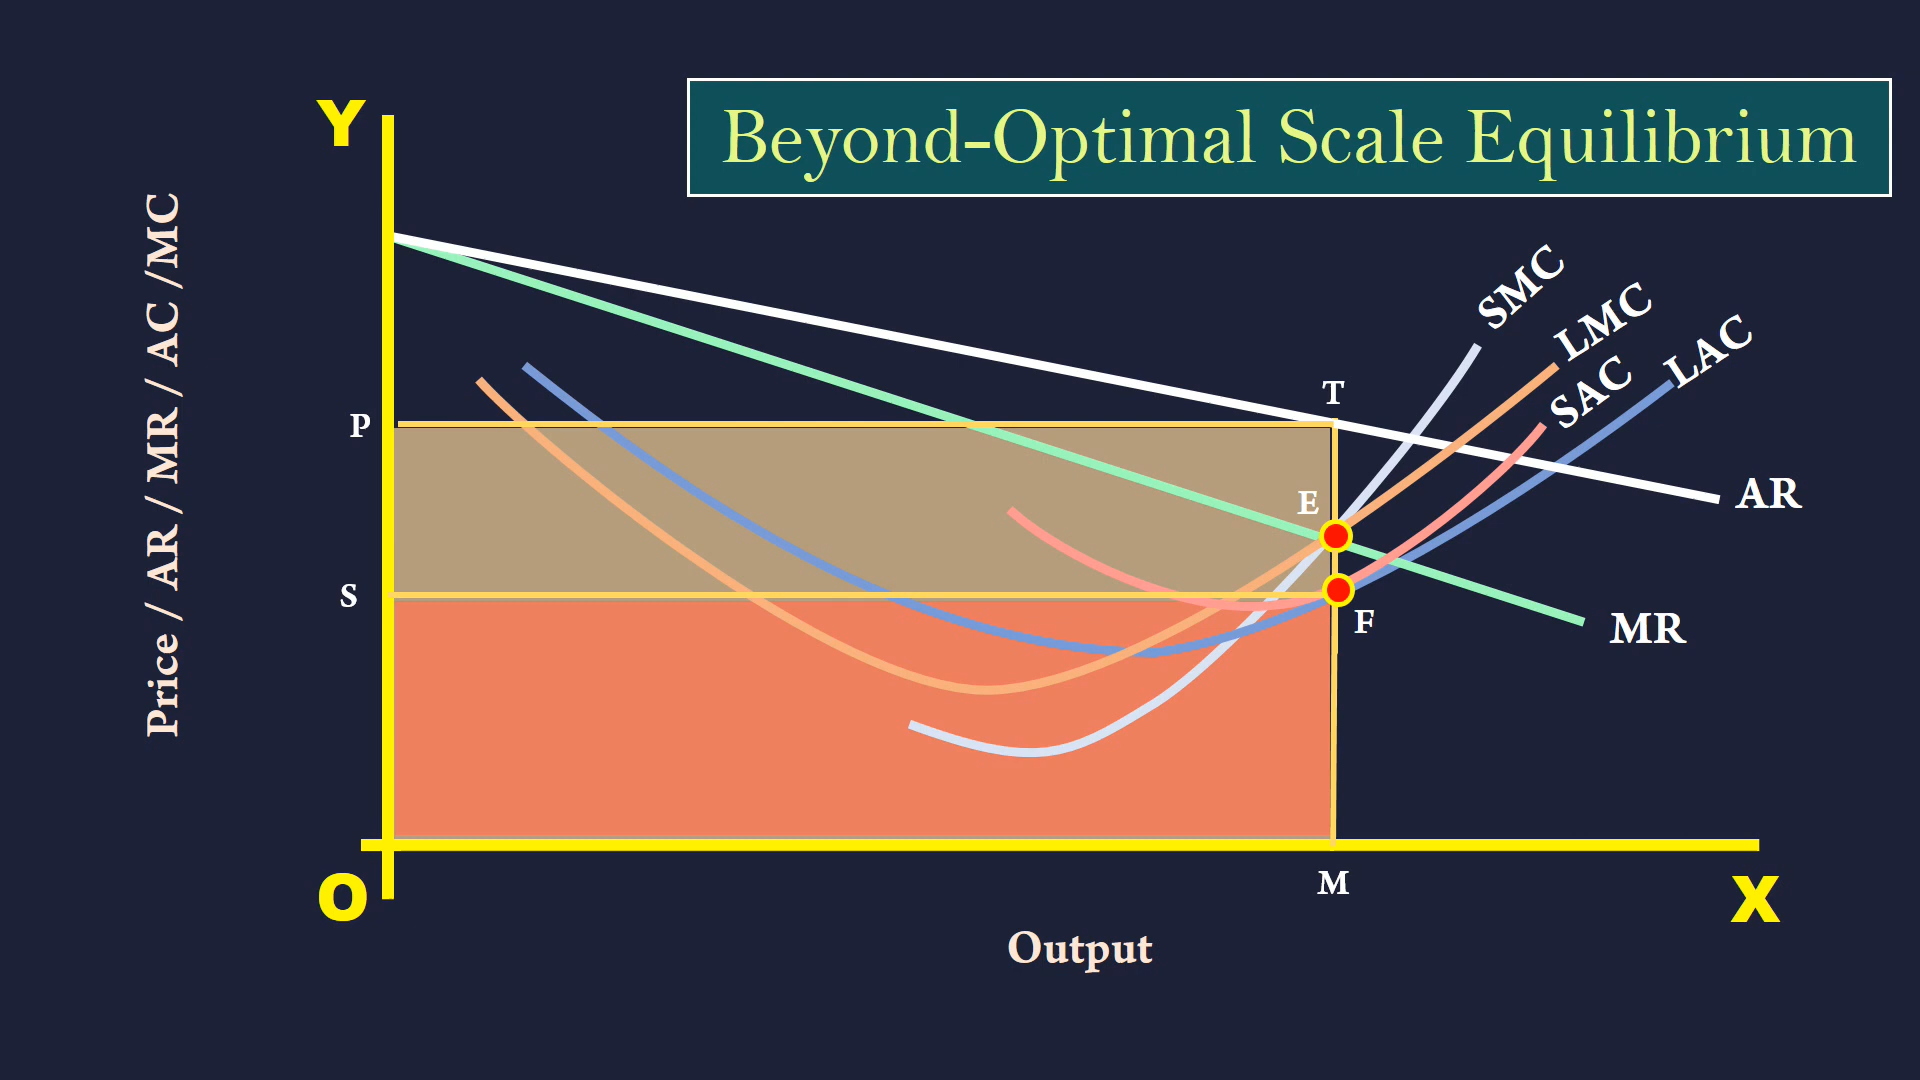 Beyond-Optimal Scale Equilibrium
Y
Price / AR / MR / AC /MC
SMC
LMC
SAC
LAC
T
P
E
AR
S
F
MR
O
M
X
Output